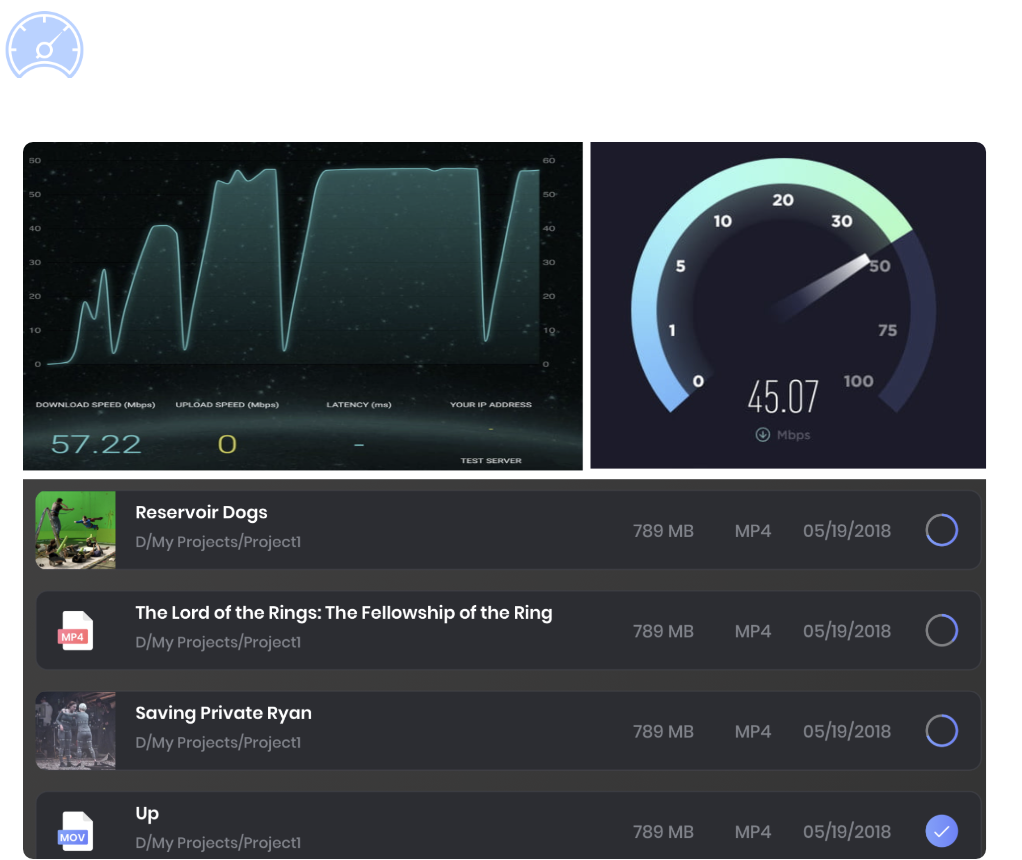 60 60
50 50
40 40
30 30
20 20
10 10
0 0
DOWNLOAD SPEED (Mbps) UPLOAD SPEED (Mbps) LATENCY (ms) YOUR IP ADDRESS
57.22 0 - -
TEST SERVER
20
10 30
5 50
1 75
0 100
45.07
Mbps
Reservoir Dogs
D/My Projects/Project1
789 MB MP4 05/19/2018
The Lord of the Rings: The Fellowship of the Ring
MP4
D/My Projects/Project1
789 MB MP4 05/19/2018
Saving Private Ryan
D/My Projects/Project1
789 MB MP4 05/19/2018
Up
MOV
D/My Projects/Project1
789 MB MP4 05/19/2018